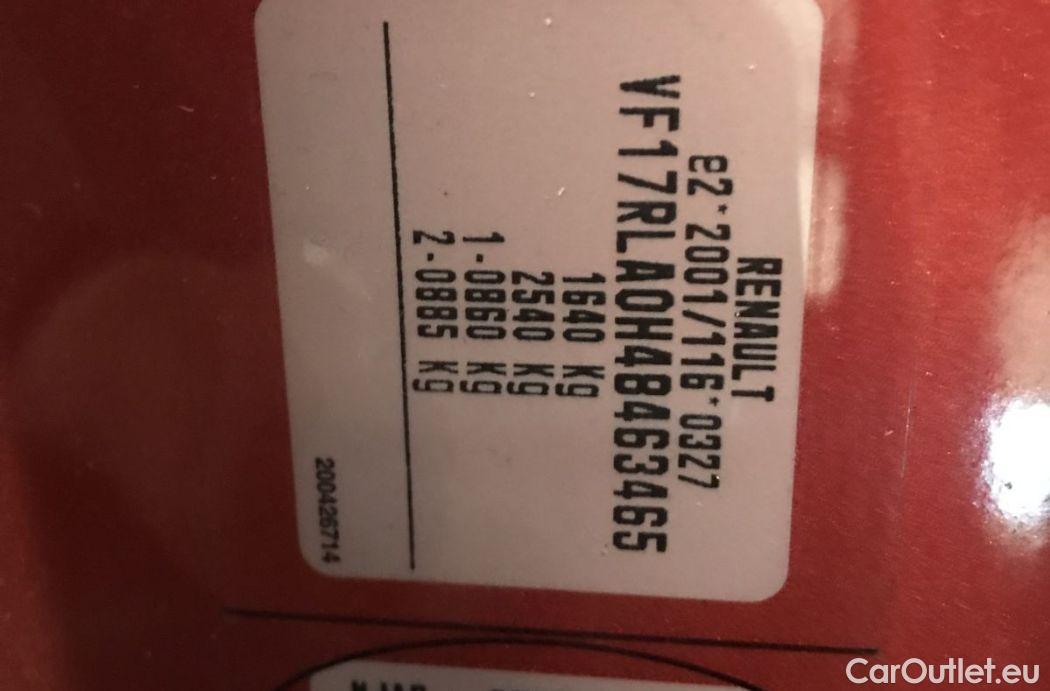 RENAULT
e2*2001/116*0327
VF17RLA0H48463465
1640 Kg
2540 Kg
1-0860 Kg
2-0885 Kg
200426714
CarOutlet.eu